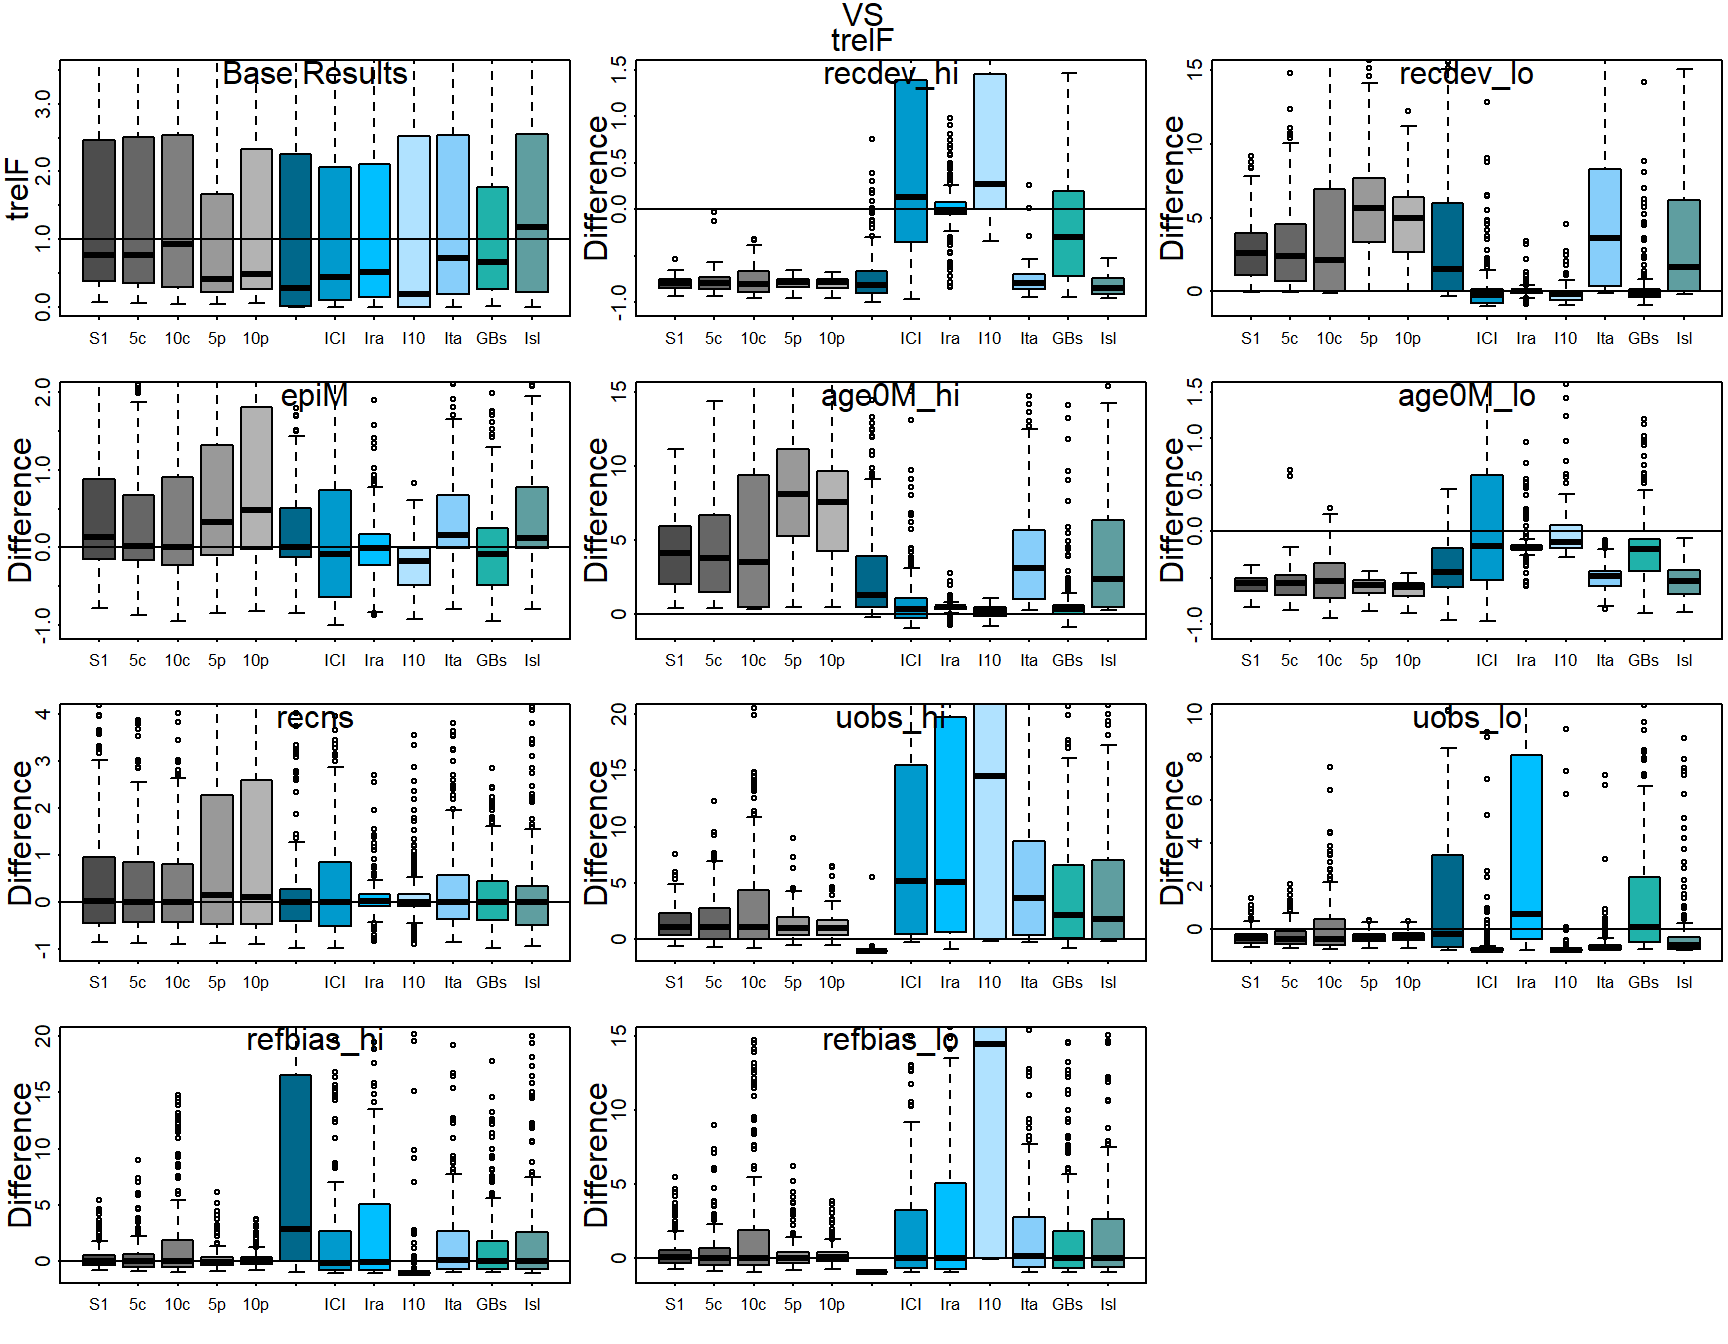 VS
trelF
Base Results
trelF
0.0 1.0 2.0 3.0
S1 5c 10c 5p 10p ICI Ira I10 Ita GBs Isl
recdev_hi
Difference
-1.0 0.0 0.5 1.0 1.5
S1 5c 10c 5p 10p ICI Ira I10 Ita GBs Isl
recdev_lo
Difference
0 5 10 15
S1 5c 10c 5p 10p ICI Ira I10 Ita GBs Isl
epiM
Difference
-1.0 0.0 1.0 2.0
S1 5c 10c 5p 10p ICI Ira I10 Ita GBs Isl
age0M_hi
Difference
0 5 10 15
S1 5c 10c 5p 10p ICI Ira I10 Ita GBs Isl
age0M_lo
Difference
-1.0 0.0 0.5 1.0 1.5
S1 5c 10c 5p 10p ICI Ira I10 Ita GBs Isl
recns
Difference
-1 0 1 2 3 4
S1 5c 10c 5p 10p ICI Ira I10 Ita GBs Isl
uobs_hi
Difference
0 5 10 15 20
S1 5c 10c 5p 10p ICI Ira I10 Ita GBs Isl
uobs_lo
Difference
0 2 4 6 8 10
S1 5c 10c 5p 10p ICI Ira I10 Ita GBs Isl
refbias_hi
Difference
0 5 10 15 20
S1 5c 10c 5p 10p ICI Ira I10 Ita GBs Isl
refbias_lo
Difference
0 5 10 15
S1 5c 10c 5p 10p ICI Ira I10 Ita GBs Isl